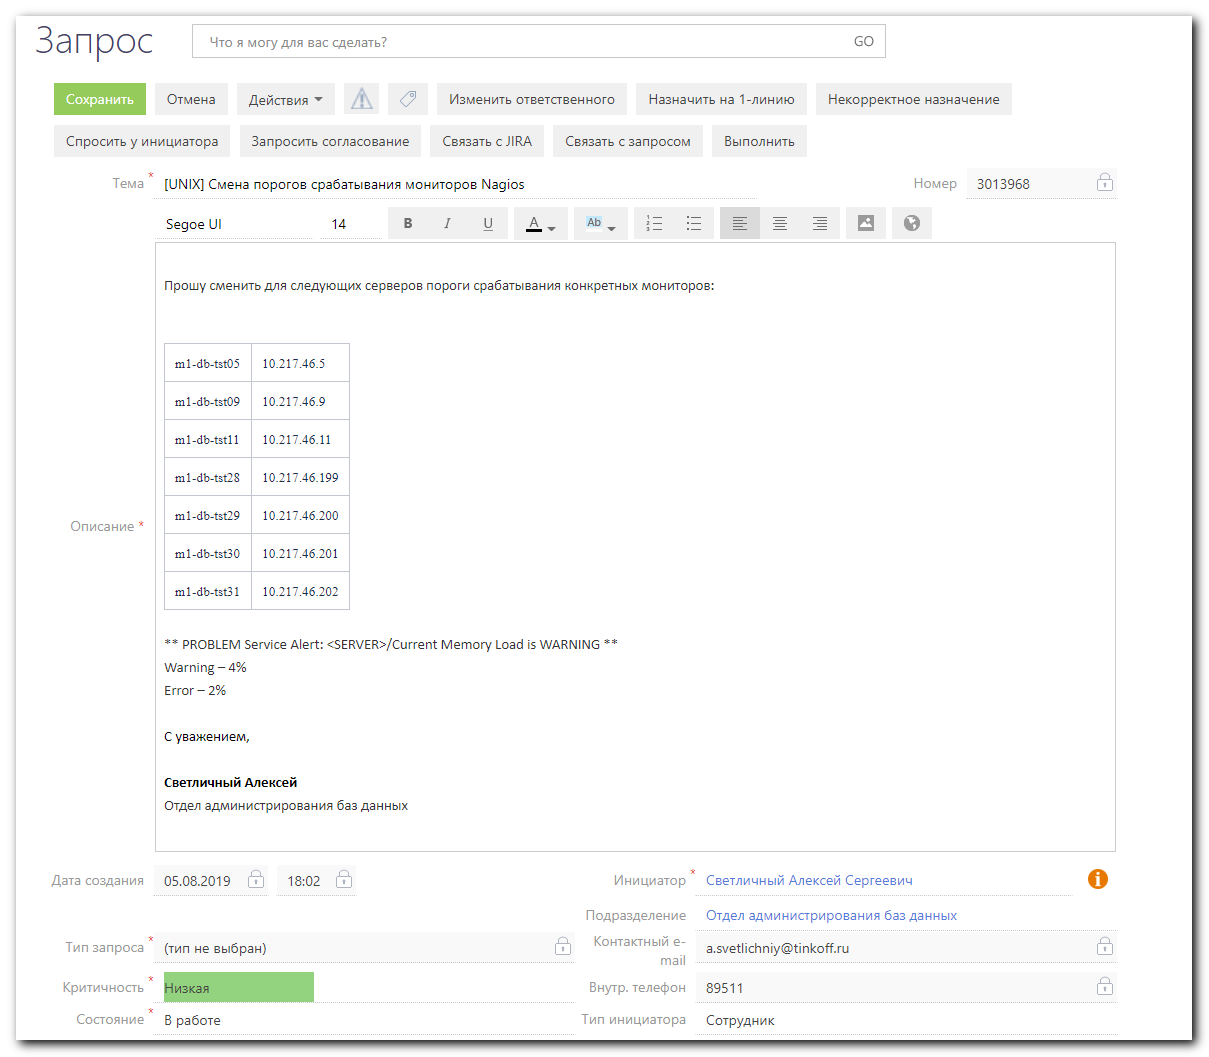 Запрос
Что я могу для вас сделать? GO
Сохранить Отмена Действия Изменить ответственного Назначить на 1-линию Некорректное назначение
Спросить у инициатора Запросить согласование Связать с JIRA Связать с запросом Выполнить
Тема * [UNIX] Смена порогов срабатывания мониторов Nagios Номер 3013968
Segoe UI 14 B I U A Ab
Прошу сменить для следующих серверов пороги срабатывания конкретных мониторов:
m1-db-tst05 10.217.46.5
m1-db-tst09 10.217.46.9
m1-db-tst11 10.217.46.11
m1-db-tst28 10.217.46.199
m1-db-tst29 10.217.46.200
Описание *
m1-db-tst30 10.217.46.201
m1-db-tst31 10.217.46.202
** PROBLEM Service Alert: <SERVER>/Current Memory Load is WARNING **
Warning – 4%
Error – 2%
С уважением,
Светличный Алексей
Отдел администрирования баз данных
Дата создания 05.08.2019 18:02 Инициатор * Светличный Алексей Сергеевич
Подразделение Отдел администрирования баз данных
Тип запроса * (тип не выбран) Контактный e-
mail a.svetlichniy@tinkoff.ru
Критичность * Низкая Внутр. телефон 89511
Состояние * В работе Тип инициатора Сотрудник